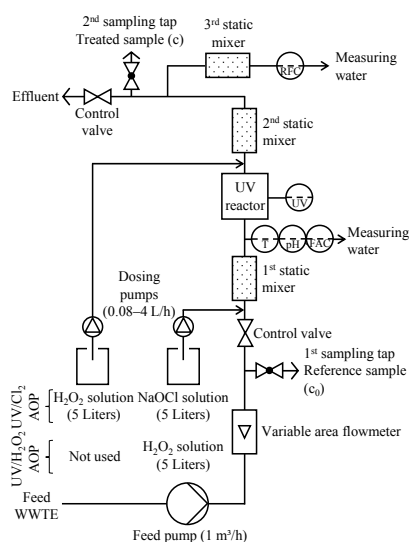 2nd sampling tap
Treated sample (c)
3rd static
mixer
RFC
Measuring
water
Effluent
Control
valve
2nd static
mixer
UV
reactor
UV
T
pH
FAC
Measuring
water
1st static
mixer
Dosing
pumps
(0.08–4 L/h)
Control valve
1st sampling tap
Reference sample
(c0)
UV/Cl2
AOP
H2O2 solution
(5 Liters)
NaOCl solution
(5 Liters)
Variable area flowmeter
UV/H2O2
AOP
Not used
H2O2 solution
(5 Liters)
Feed
WWTE
Feed pump (1 m³/h)